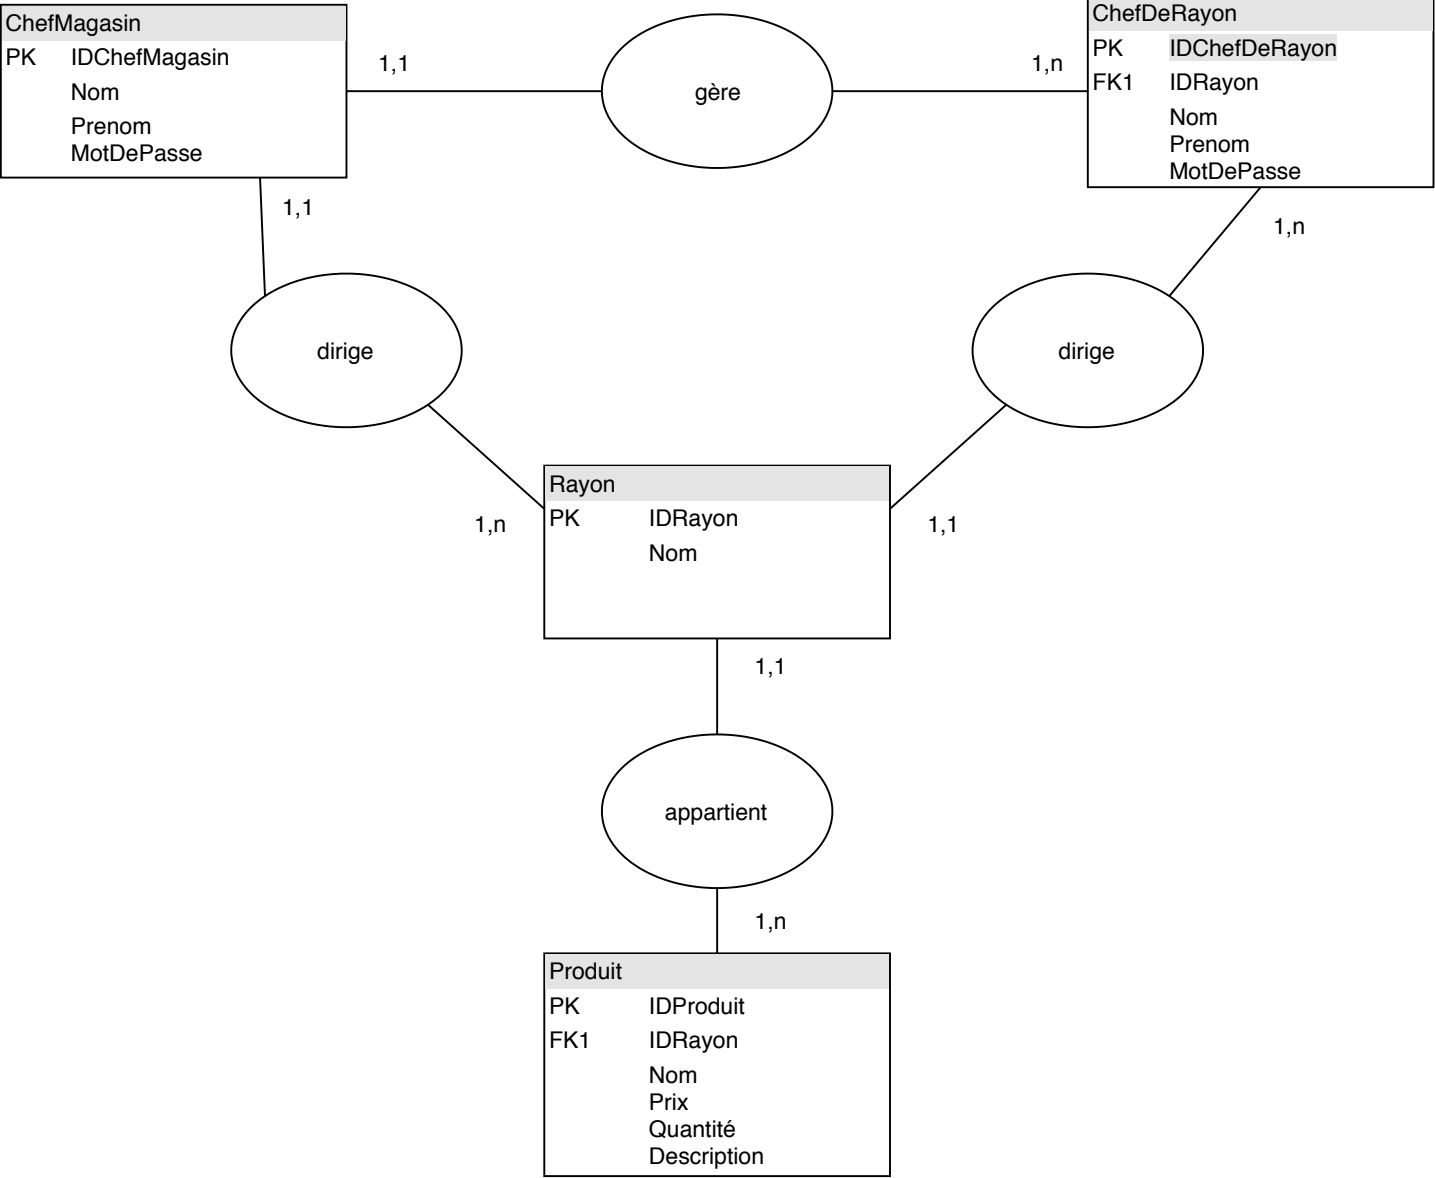 ChefMagasin
PK IDChefMagasin
Nom
Prenom
MotDePasse
1,1
gère
1,n
ChefDeRayon
PK IDChefDeRayon
FK1 IDRayon
Nom
Prenom
MotDePasse
1,1
1,n
dirige
dirige
1,n
Rayon
PK IDRayon
Nom
1,1
1,1
appartient
1,n
Produit
PK IDProduit
FK1 IDRayon
Nom
Prix
Quantité
Description